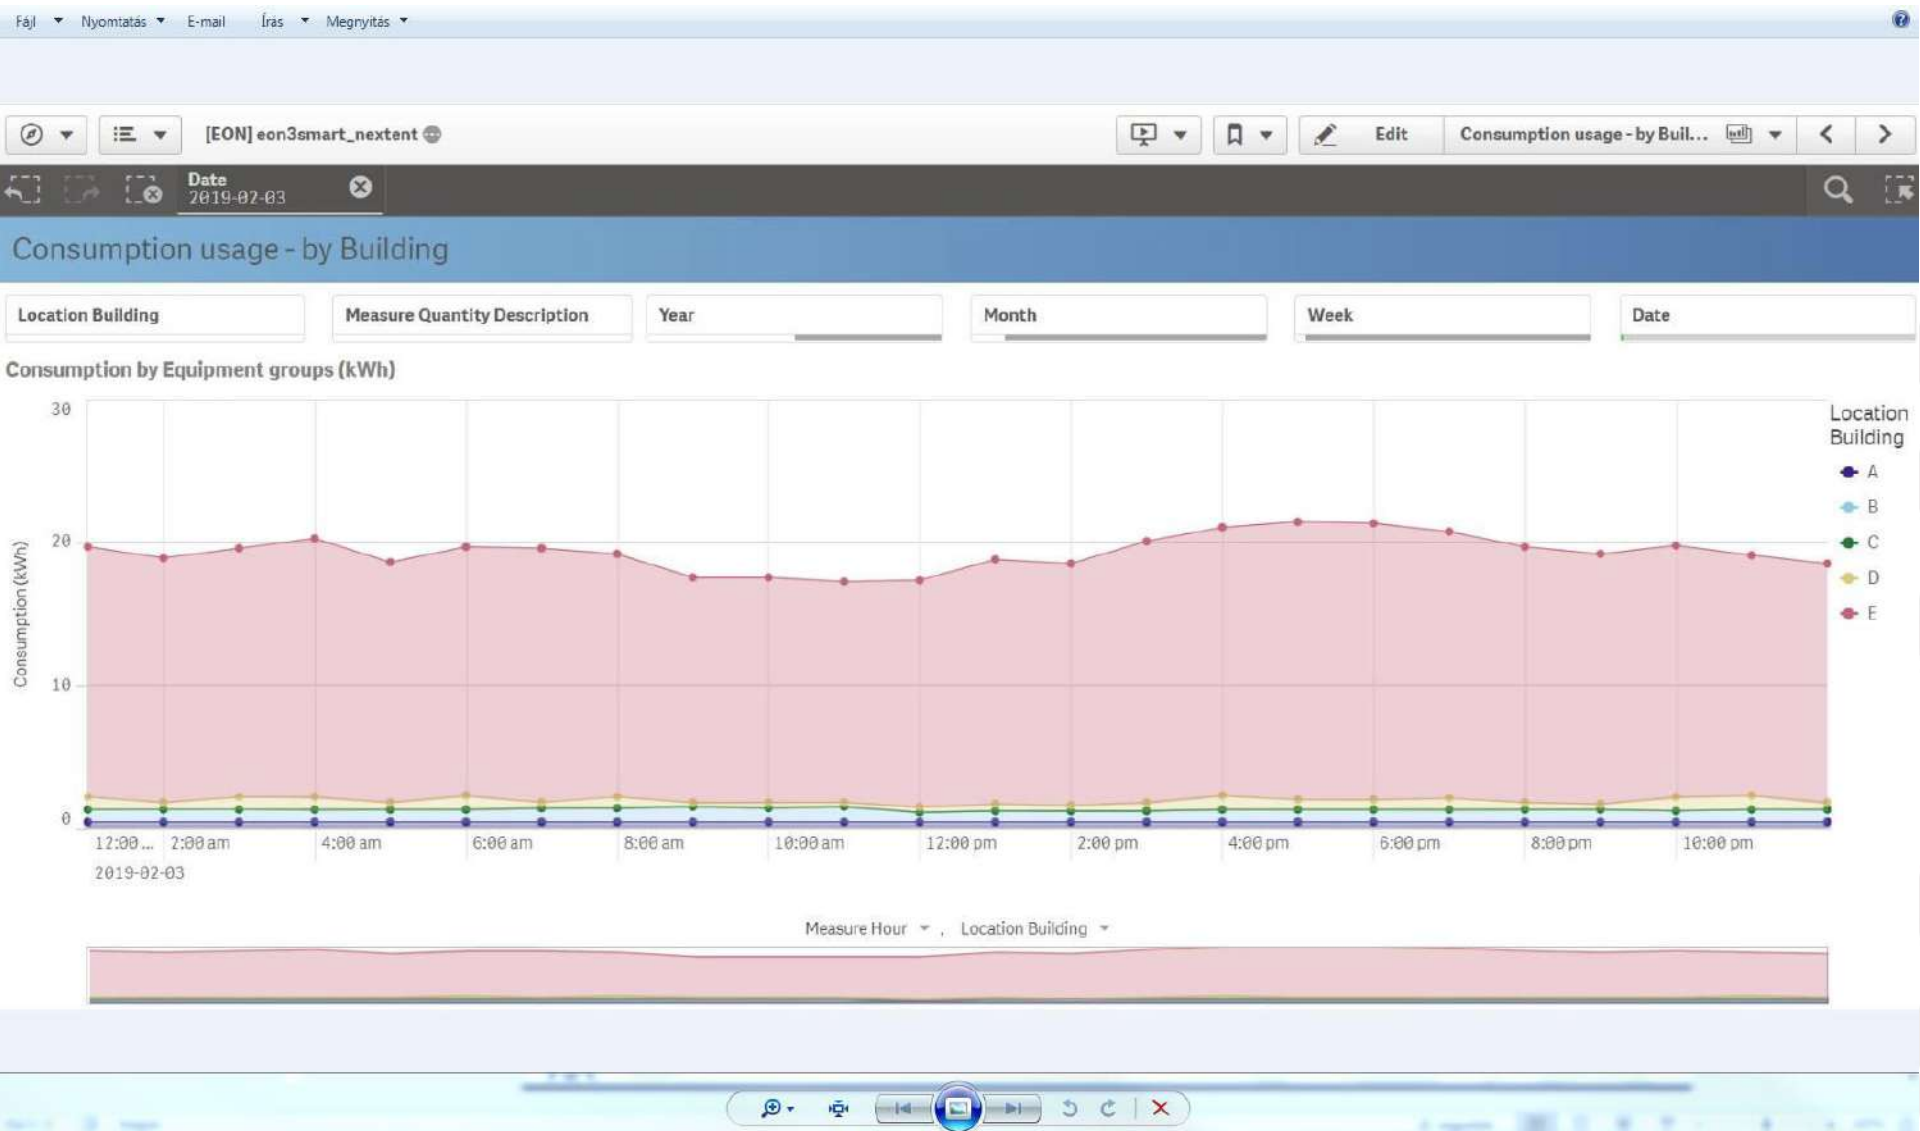 Fájl Nyomtatás E-mail Írás Megnyitás
[EON] eon3smart_nextent Edit Consumption usage - by Buil...
Date
2019-02-03
Consumption usage - by Building
Location Building Measure Quantity Description Year Month Week Date
Consumption by Equipment groups (kWh)
Consumption (kWh)
30
20
10
0
12:00 ... 2:00 am 4:00 am 6:00 am 8:00 am 10:00 am 12:00 pm 2:00 pm 4:00 pm 6:00 pm 8:00 pm 10:00 pm
2019-02-03
Location
Building
A
B
C
D
E
Measure Hour , Location Building